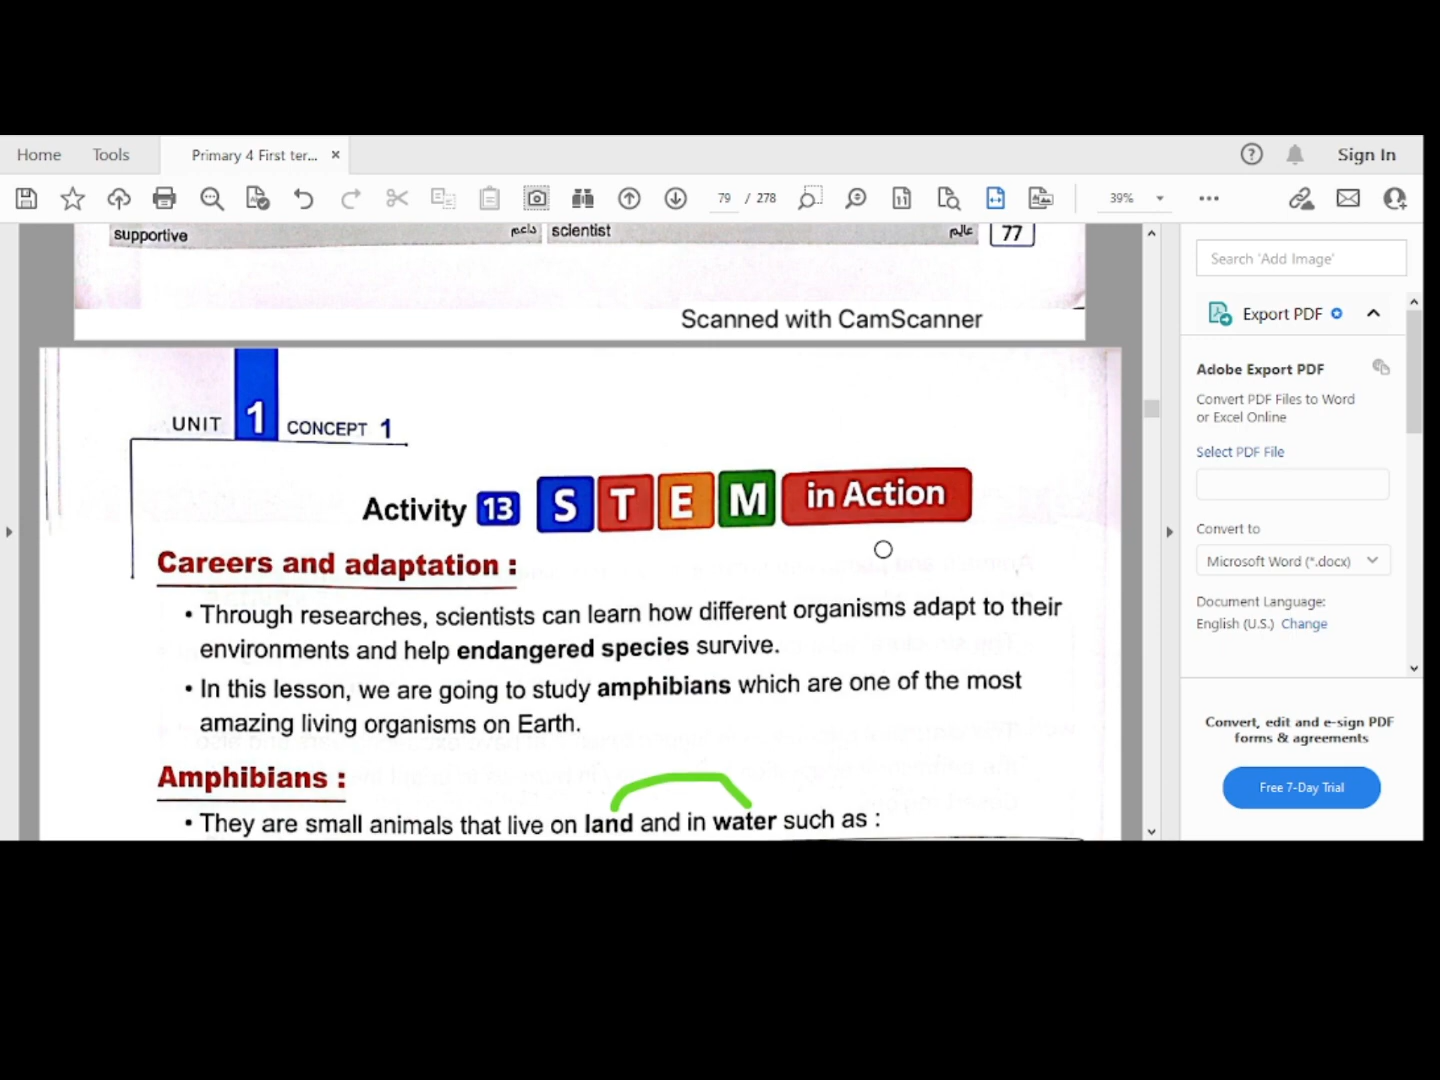 Home Tools Primary 4 First ter... × Sign In
79 / 278 39%
supportive داعم scientist عالم 77
Scanned with CamScanner
UNIT 1 CONCEPT 1
Activity 13 STEM in Action
Careers and adaptation :
• Through researches, scientists can learn how different organisms adapt to their
environments and help endangered species survive.
• In this lesson, we are going to study amphibians which are one of the most
amazing living organisms on Earth.
Amphibians :
• They are small animals that live on land and in water such as :
Search 'Add Image'
Export PDF
Adobe Export PDF
Convert PDF Files to Word
or Excel Online
Select PDF File
Convert to
Microsoft Word (*.docx)
Document Language:
English (U.S.) Change
Convert, edit and e-sign PDF
forms & agreements
Free 7-Day Trial